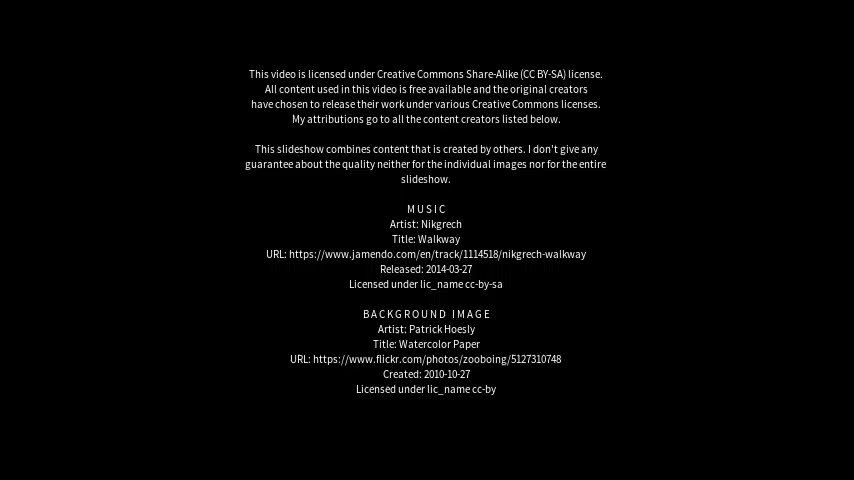 This video is licensed under Creative Commons Share-Alike (CC BY-SA) license.
All content used in this video is free available and the original creators
have chosen to release their work under various Creative Commons licenses.
My attributions go to all the content creators listed below.
This slideshow combines content that is created by others. I don't give any
guarantee about the quality neither for the individual images nor for the entire
slideshow.
MUSIC
Artist: Nikgrech
Title: Walkway
URL: https://www.jamendo.com/en/track/1114518/nikgrech-walkway
Released: 2014-03-27
Licensed under lic_name cc-by-sa
BACKGROUND IMAGE
Artist: Patrick Hoesly
Title: Watercolor Paper
URL: https://www.flickr.com/photos/zooboing/5127310748
Created: 2010-10-27
Licensed under lic_name cc-by